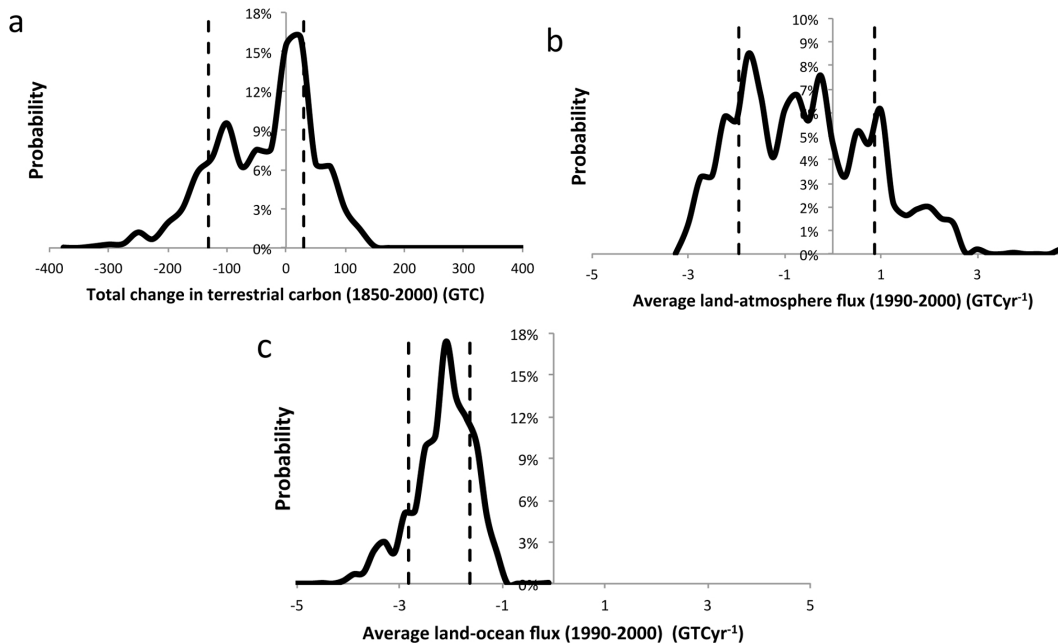 a
Probability
18%
15%
12%
9%
6%
3%
0%
-400 -300 -200 -100 0 100 200 300 400
Total change in terrestrial carbon (1850-2000) (GTC)
b
Probability
10%
9%
8%
7%
6%
5%
4%
3%
2%
1%
0%
-5 -3 -1 1 3
Average land-atmosphere flux (1990-2000) (GTCyr⁻¹)
c
Probability
18%
15%
12%
9%
6%
3%
0%
-5 -3 -1 1 3 5
Average land-ocean flux (1990-2000) (GTCyr⁻¹)